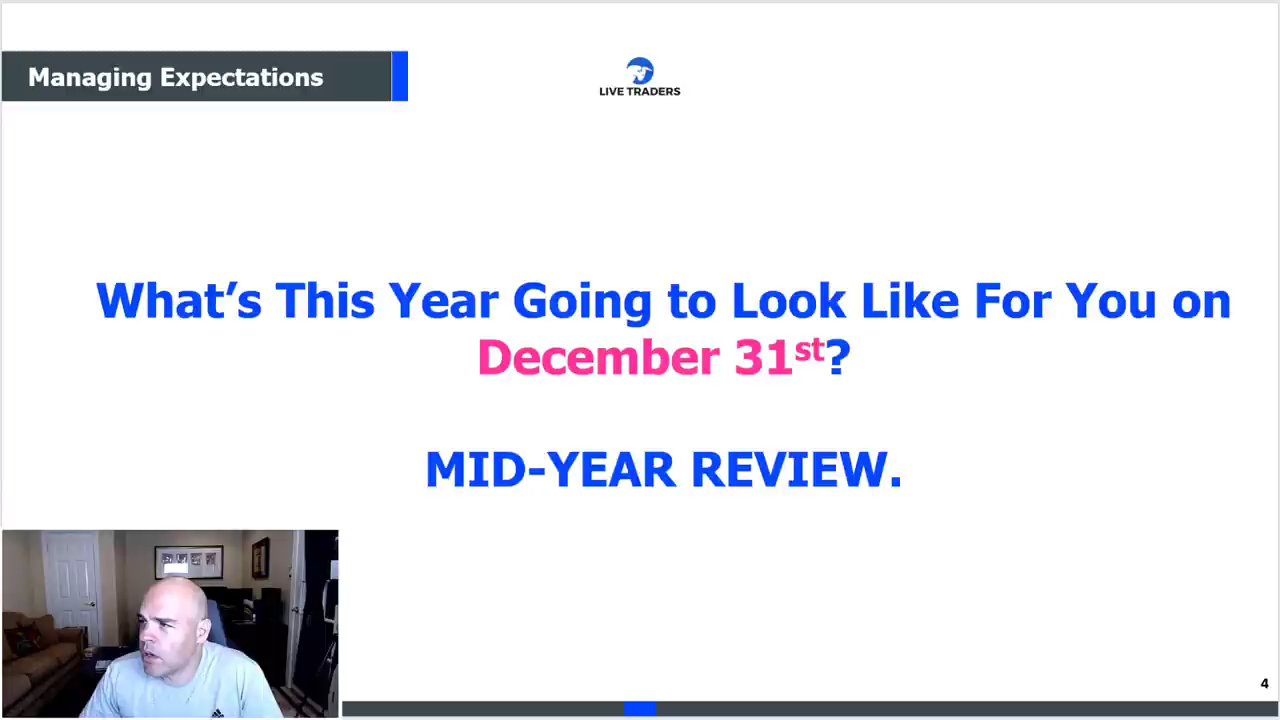 Managing Expectations
LIVE TRADERS
What’s This Year Going to Look Like For You on
December 31st?
MID-YEAR REVIEW.
4